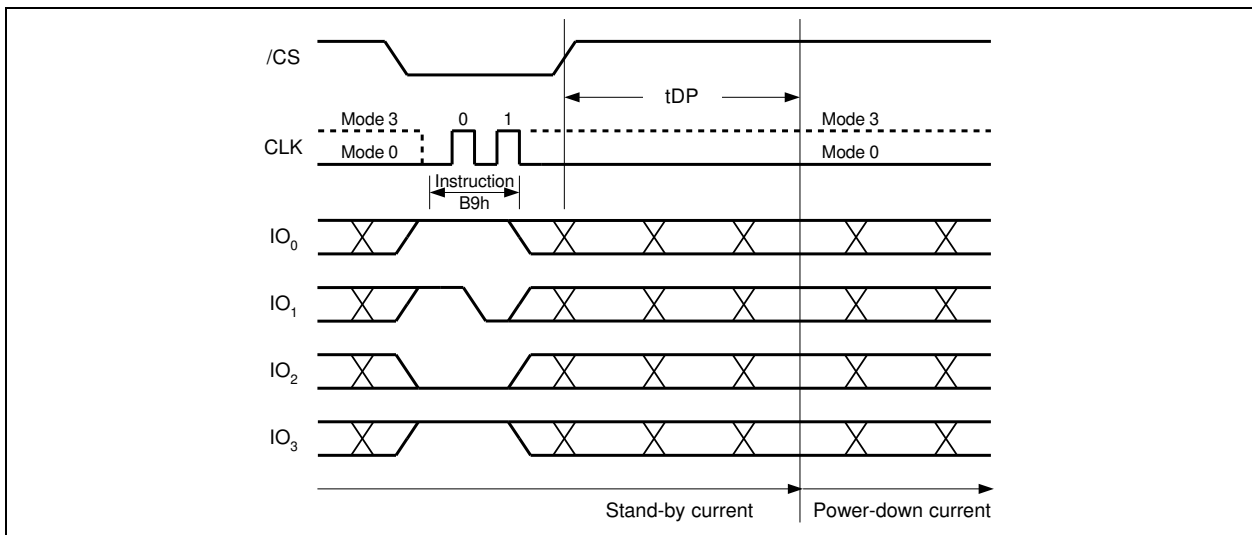 /CS
tDP
Mode 3 0 1 Mode 3
CLK
Mode 0 Mode 0
Instruction
B9h
IO0
IO1
IO2
IO3
Stand-by current Power-down current